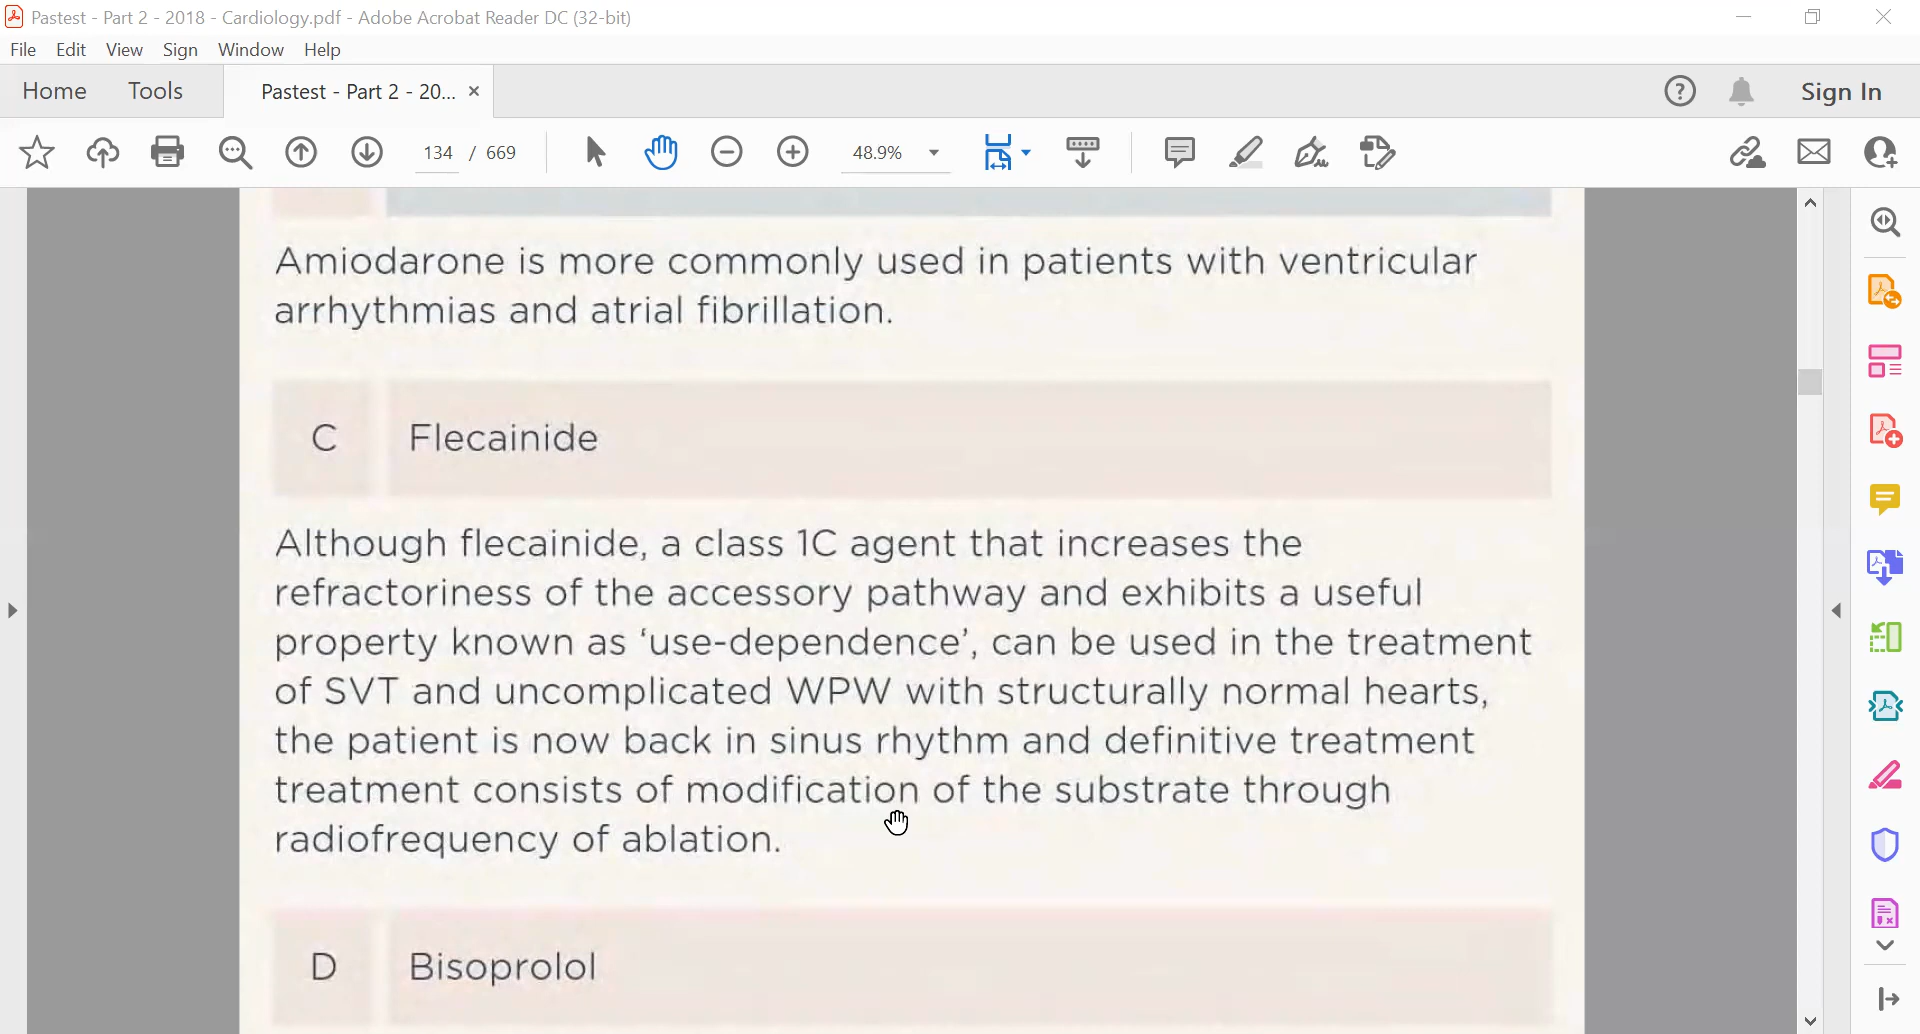 Pastest - Part 2 - 2018 - Cardiology.pdf - Adobe Acrobat Reader DC (32-bit)
File Edit View Sign Window Help
Home Tools Pastest - Part 2 - 20... × Sign In
134 / 669 48.9%
Amiodarone is more commonly used in patients with ventricular
arrhythmias and atrial fibrillation.
C Flecainide
Although flecainide, a class 1C agent that increases the
refractoriness of the accessory pathway and exhibits a useful
property known as ‘use-dependence’, can be used in the treatment
of SVT and uncomplicated WPW with structurally normal hearts,
the patient is now back in sinus rhythm and definitive treatment
treatment consists of modification of the substrate through
radiofrequency of ablation.
D Bisoprolol